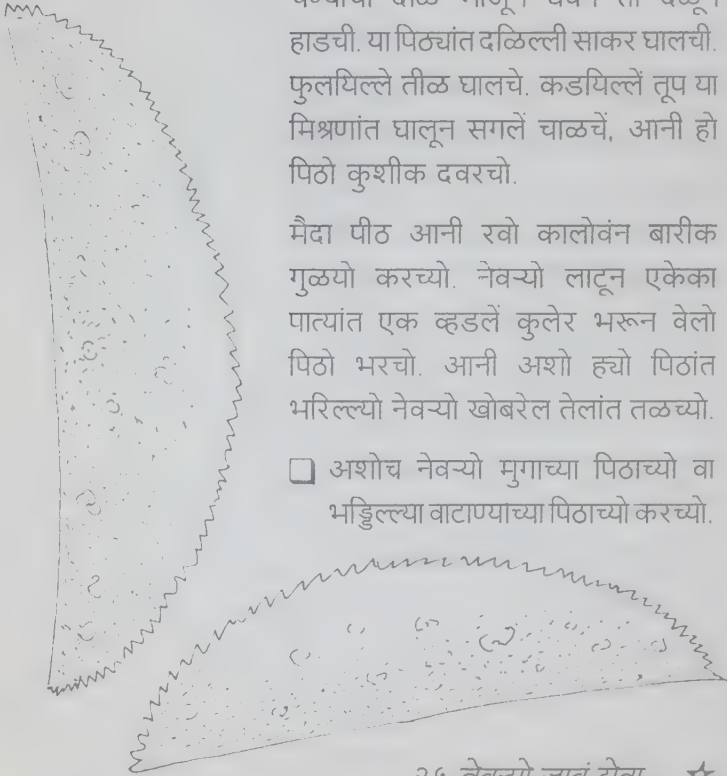 हाडची. या पिठ्यांत दळिल्ली साकर घालची.
फुलयिल्ले तीळ घालचे. कडयिल्लें तूप या
मिश्रणांत घालून सगलें चाळचें, आनी हो
पिठो कुशीक दवरचो.
मैदा पीठ आनी रवो कालोवंन बारीक
गुळयो करच्यो. नेवऱ्यो लाटून एकेका
पात्यांत एक व्हडलें कुलेर भरून वेलो
पिठो भरचो. आनी अशो ह्यो पिठांत
भरिल्ल्यो नेवऱ्यो खोबरेल तेलांत तळच्यो.
अशोच नेवऱ्यो मुगाच्या पिठाच्यो वा
भड्डिल्ल्या वाटाण्याच्या पिठाच्यो करच्यो.